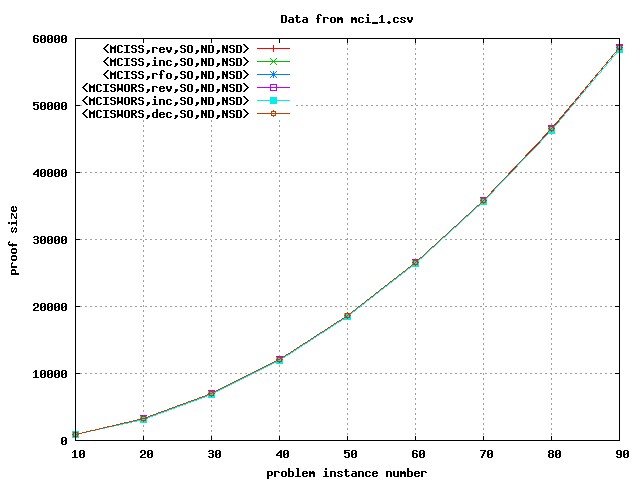 Data from mci_1.csv
60000
50000
40000
30000
20000
10000
0
<MCISS,rev,SO,ND,NSD>
<MCISS,inc,SO,ND,NSD>
<MCISS,rfo,SO,ND,NSD>
<MCISWORS,rev,SO,ND,NSD>
<MCISWORS,inc,SO,ND,NSD>
<MCISWORS,dec,SO,ND,NSD>
proof size
10 20 30 40 50 60 70 80 90
problem instance number